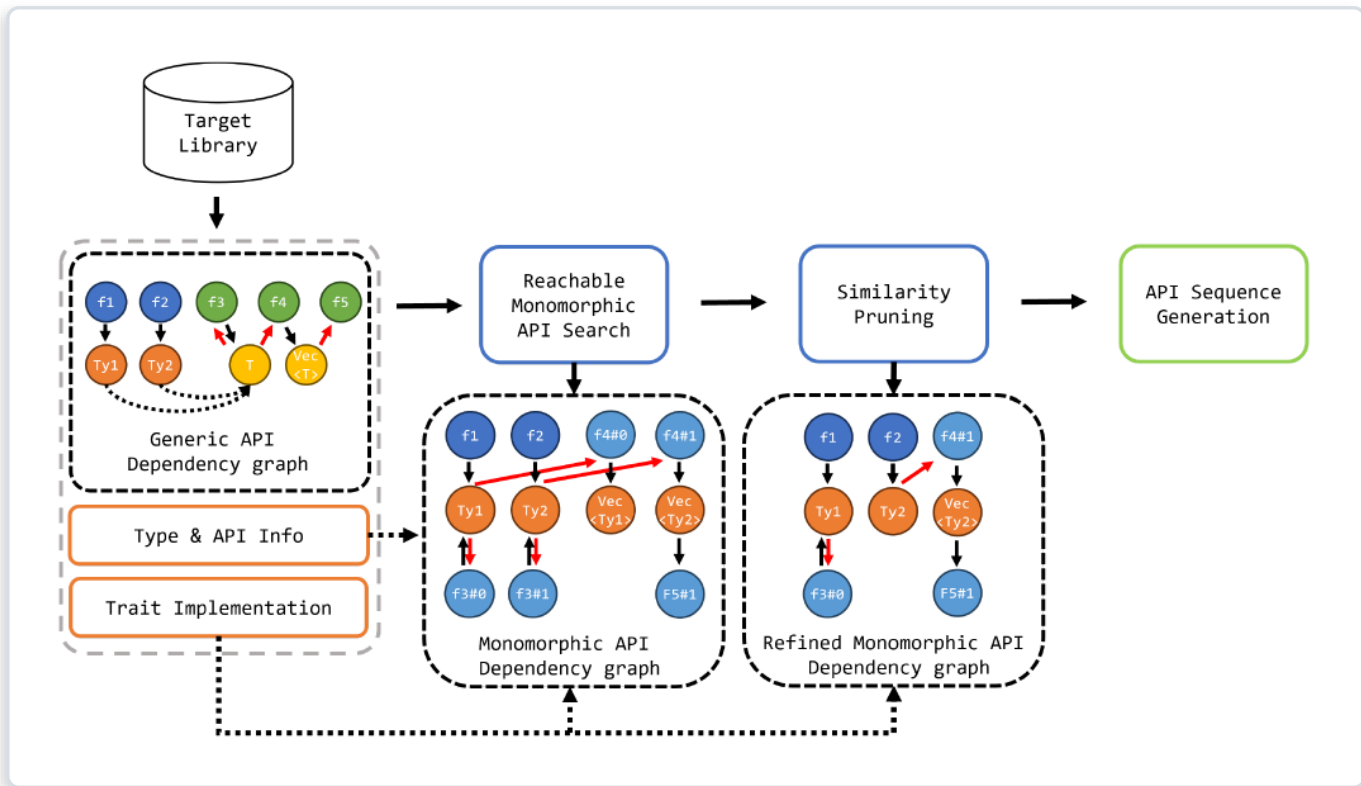 Target
Library
f1 f2 f3 f4 f5
Ty1 Ty2 T Vec
<T>
Generic API
Dependency graph
Type & API Info
Trait Implementation
Reachable
Monomorphic
API Search
f1 f2 f4#0 f4#1
Ty1 Ty2 Vec
<Ty1> Vec
<Ty2>
f3#0 f3#1 F5#1
Monomorphic API
Dependency graph
Similarity
Pruning
f1 f2 f4#1
Ty1 Ty2 Vec
<Ty2>
f3#0 F5#1
Refined Monomorphic API
Dependency graph
API Sequence
Generation